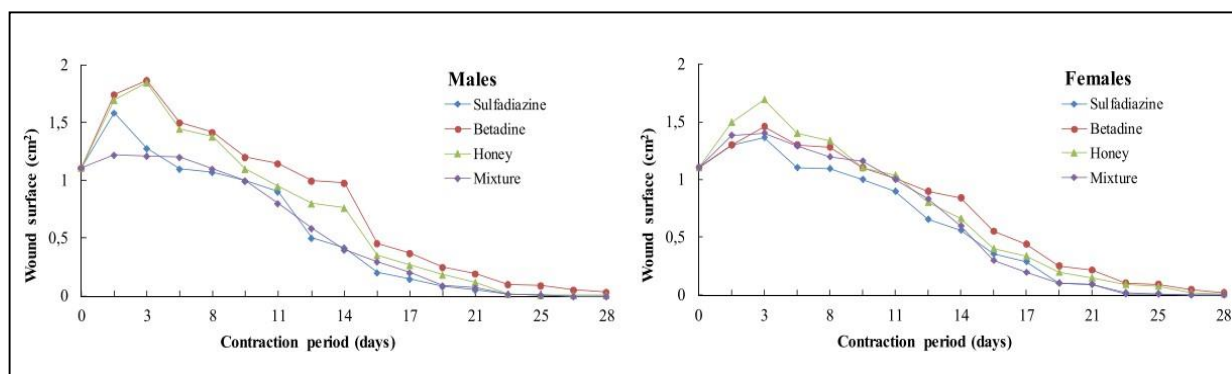 Males
Sulfadiazine
Betadine
Honey
Mixture
Wound surface (cm²)
2
1,5
1
0,5
0
0 3 8 11 14 17 25 28
Contraction period (days)
Females
Sulfadiazine
Betadine
Honey
Mixture
Wound surface (cm²)
2
1,5
1
0,5
0
0 3 8 11 14 17 25 28
Contraction period (days)